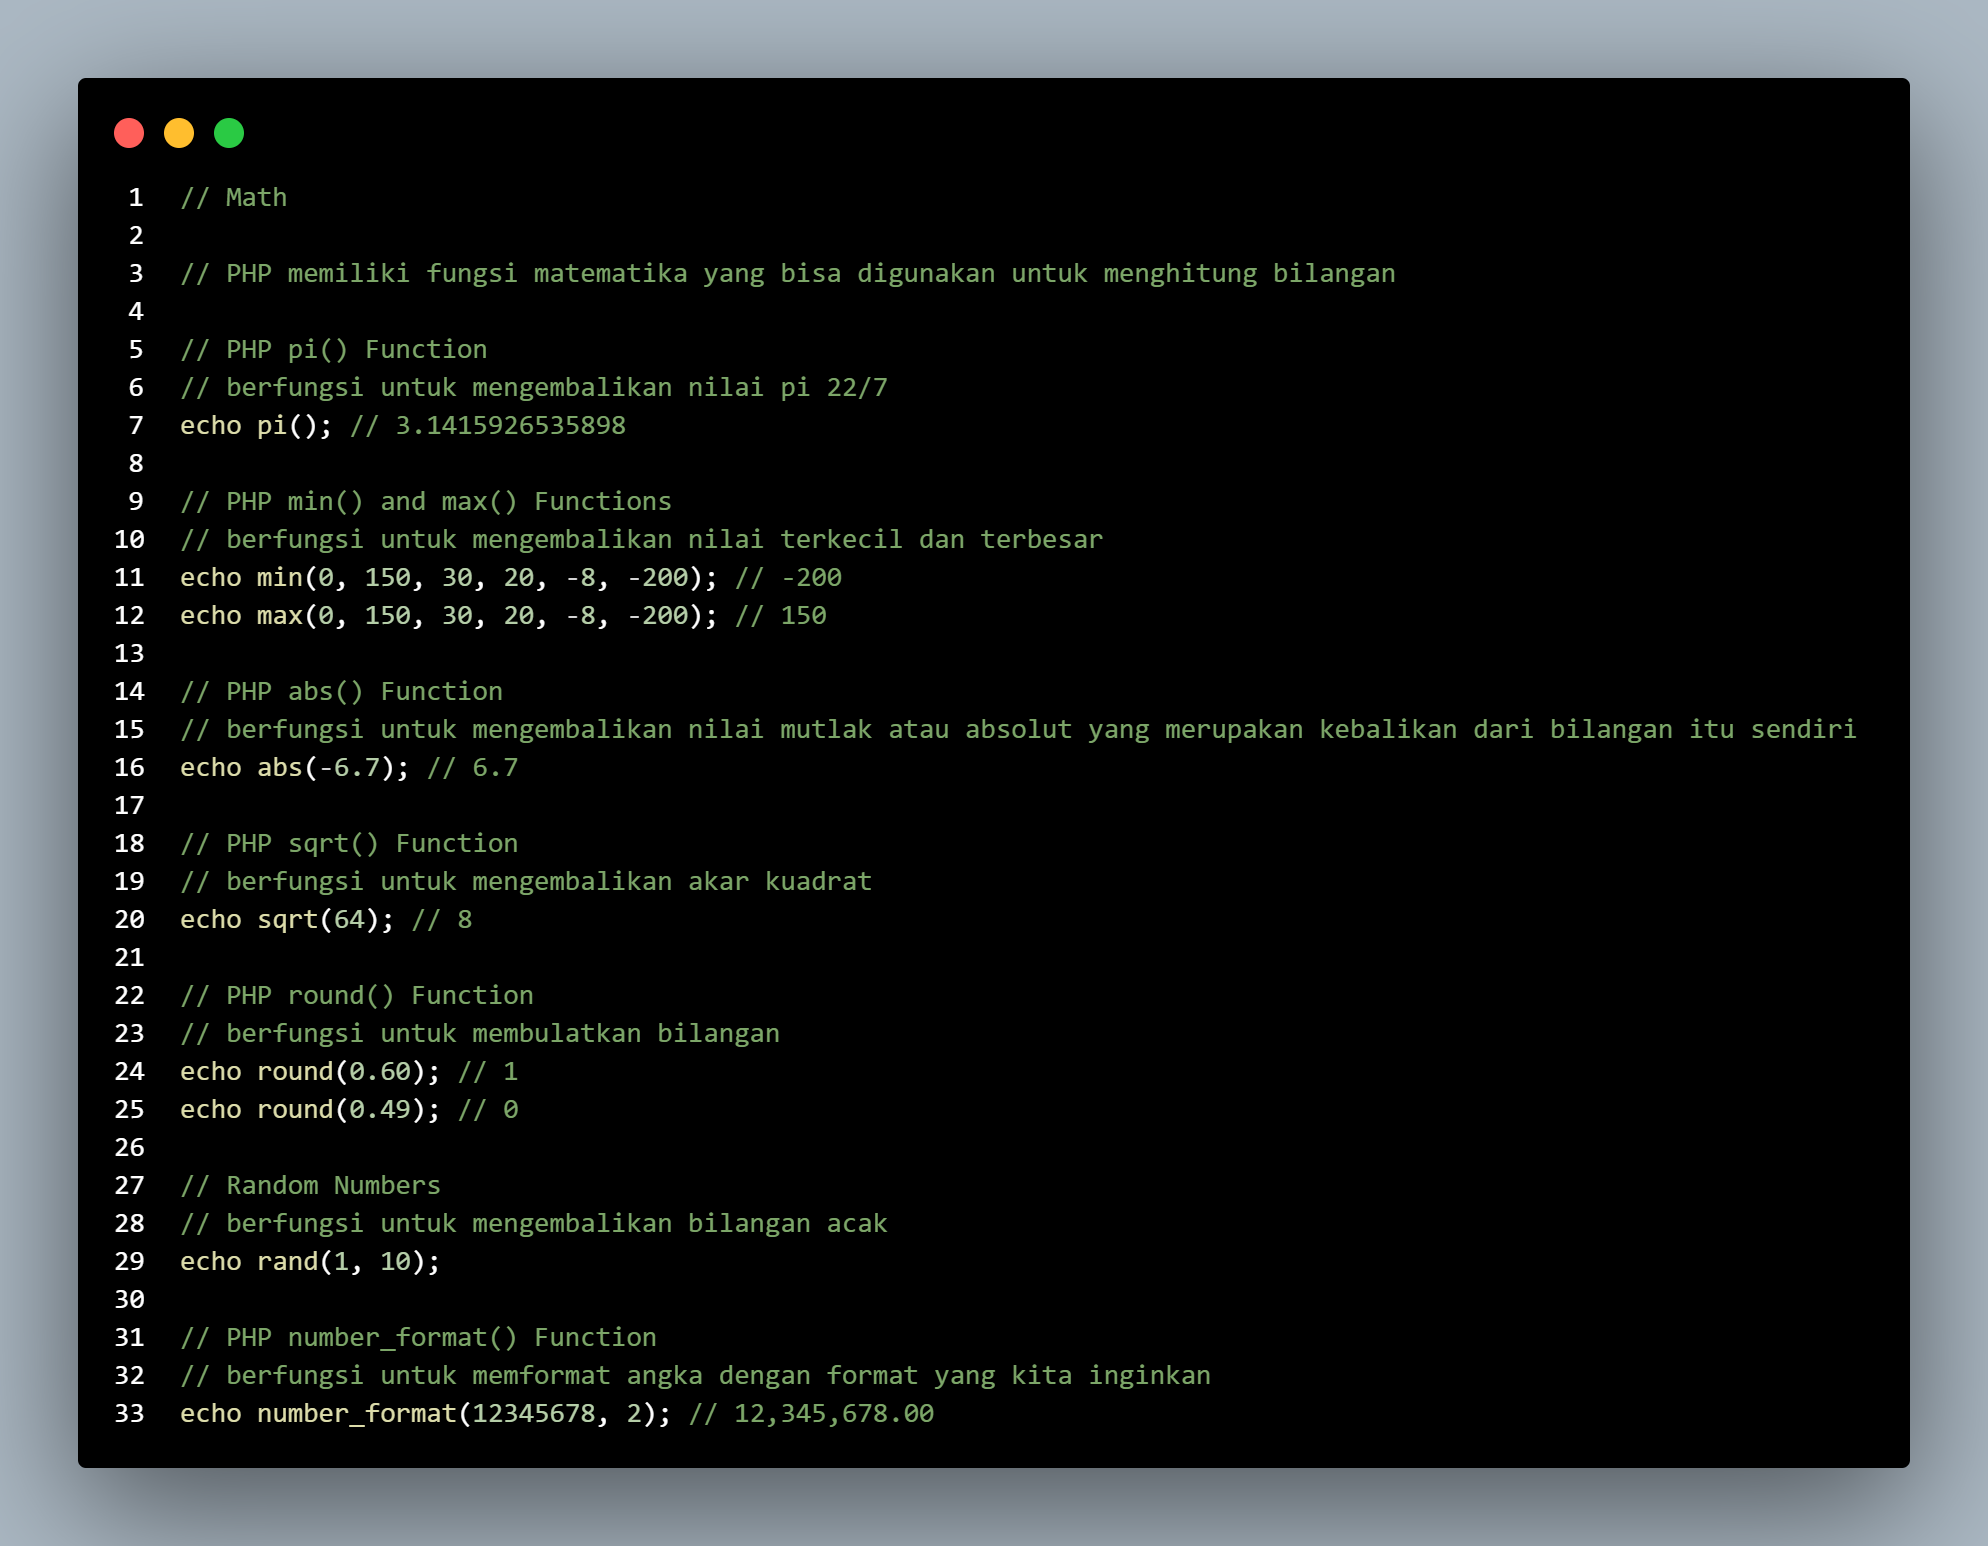 1 // Math
2
3 // PHP memiliki fungsi matematika yang bisa digunakan untuk menghitung bilangan
4
5 // PHP pi() Function
6 // berfungsi untuk mengembalikan nilai pi 22/7
7 echo pi(); // 3.1415926535898
8
9 // PHP min() and max() Functions
10 // berfungsi untuk mengembalikan nilai terkecil dan terbesar
11 echo min(0, 150, 30, 20, -8, -200); // -200
12 echo max(0, 150, 30, 20, -8, -200); // 150
13
14 // PHP abs() Function
15 // berfungsi untuk mengembalikan nilai mutlak atau absolut yang merupakan kebalikan dari bilangan itu sendiri
16 echo abs(-6.7); // 6.7
17
18 // PHP sqrt() Function
19 // berfungsi untuk mengembalikan akar kuadrat
20 echo sqrt(64); // 8
21
22 // PHP round() Function
23 // berfungsi untuk membulatkan bilangan
24 echo round(0.60); // 1
25 echo round(0.49); // 0
26
27 // Random Numbers
28 // berfungsi untuk mengembalikan bilangan acak
29 echo rand(1, 10);
30
31 // PHP number_format() Function
32 // berfungsi untuk memformat angka dengan format yang kita inginkan
33 echo number_format(12345678, 2); // 12,345,678.00